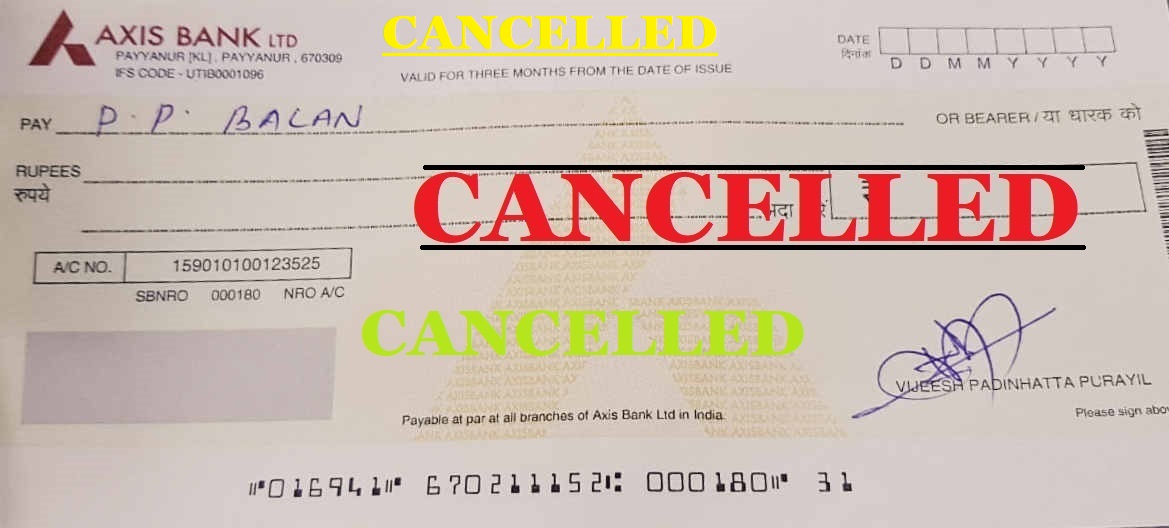 AXIS BANK LTD
PAYYANUR [KL], PAYYANUR , 670309
IFS CODE - UTIB0001096
CANCELLED
VALID FOR THREE MONTHS FROM THE DATE OF ISSUE
DATE
दिनांक
D D M M Y Y Y Y
PAY P. P. BALAN OR BEARER / या धारक को
RUPEES
रुपये
CANCELLED
अदा
A/C NO. 159010100123525
SBNRO 000180 NRO A/C
CANCELLED
VIJEESH PADINHATTA PURAYIL
Payable at par at all branches of Axis Bank Ltd in India.
Please sign abov
⑈016941⑈ 670211152⑆ 000180⑈ 31